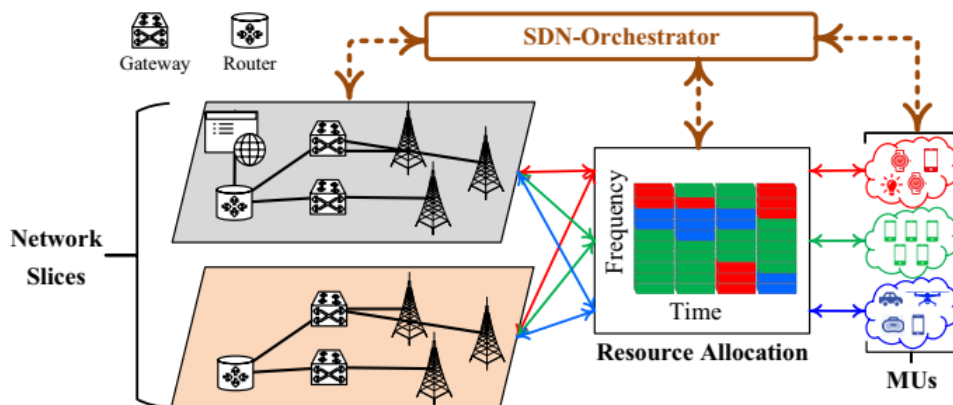 SDN-Orchestrator
Gateway
Router
Network
Slices
Frequency
Time
Resource Allocation
MUs